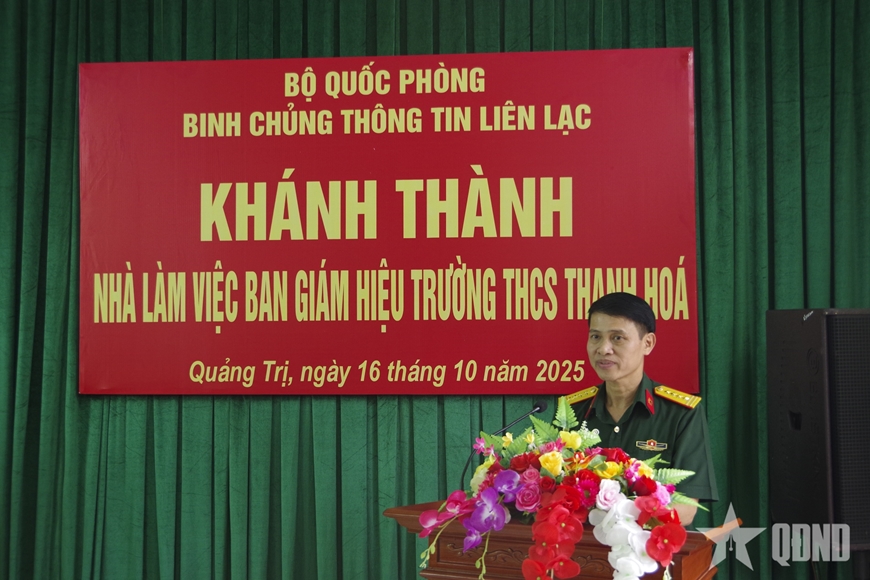 BỘ QUỐC PHÒNG
BINH CHỦNG THÔNG TIN LIÊN LẠC
KHÁNH THÀNH
NHÀ LÀM VIỆC BAN GIÁM HIỆU TRƯỜNG THCS THANH HOÁ
Quảng Trị, ngày 16 tháng 10 năm 2025
QĐND